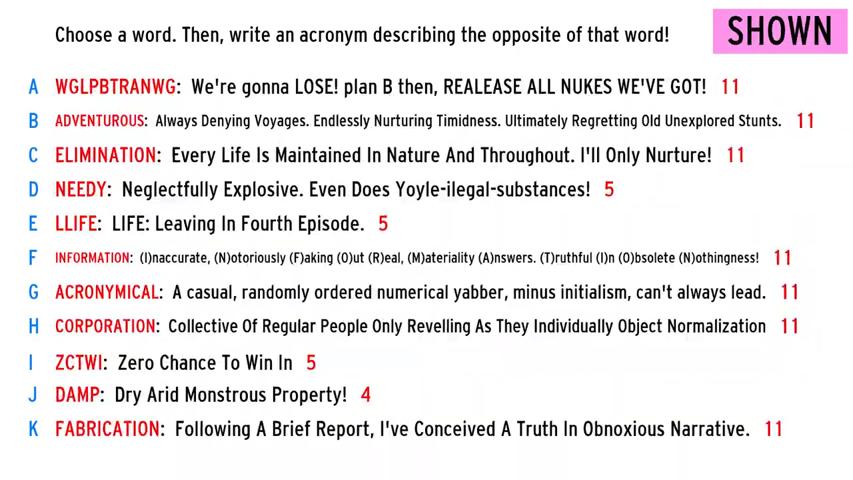 Choose a word. Then, write an acronym describing the opposite of that word!
SHOWN
A WGLPBTRANWG: We're gonna LOSE! plan B then, REALEASE ALL NUKES WE'VE GOT! 11
B ADVENTUROUS: Always Denying Voyages. Endlessly Nurturing Timidness. Ultimately Regretting Old Unexplored Stunts. 11
C ELIMINATION: Every Life Is Maintained In Nature And Throughout. I'll Only Nurture! 11
D NEEDY: Neglectfully Explosive. Even Does Yoyle-ilegal-substances! 5
E LLIFE: LIFE: Leaving In Fourth Episode. 5
F INFORMATION: (I)naccurate, (N)otoriously (F)aking (O)ut (R)eal, (M)ateriality (A)nswers. (T)ruthful (I)n (O)bsolete (N)othingness! 11
G ACRONYMICAL: A casual, randomly ordered numerical yabber, minus initialism, can't always lead. 11
H CORPORATION: Collective Of Regular People Only Revelling As They Individually Object Normalization 11
I ZCTWI: Zero Chance To Win In 5
J DAMP: Dry Arid Monstrous Property! 4
K FABRICATION: Following A Brief Report, I've Conceived A Truth In Obnoxious Narrative. 11